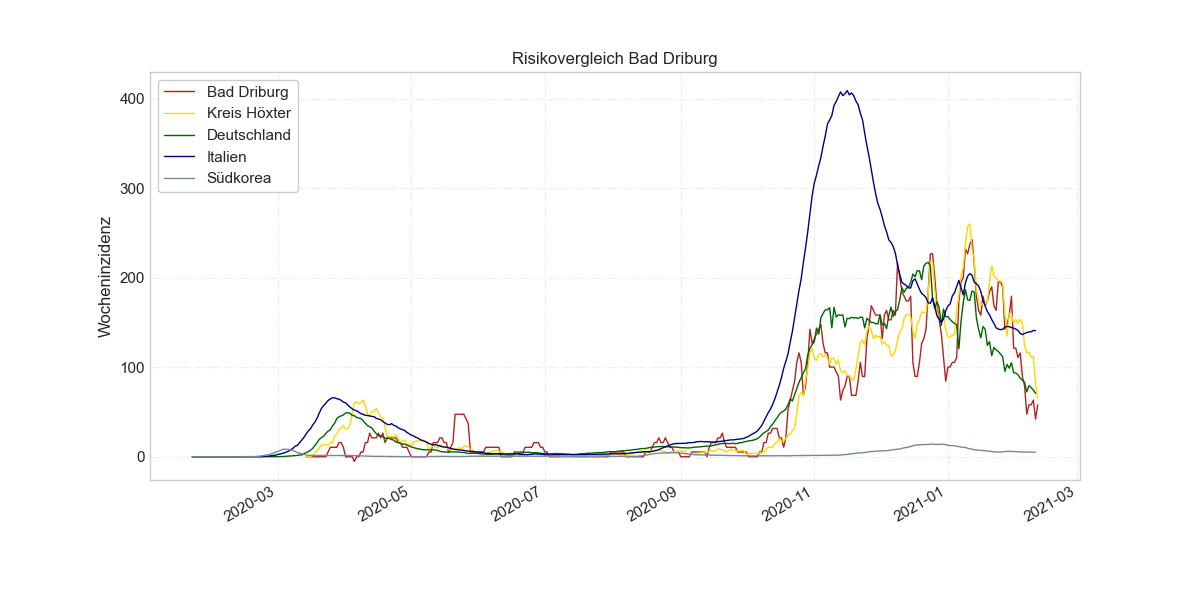 Risikovergleich Bad Driburg
Wocheninzidenz
400
300
200
100
0
Bad Driburg
Kreis Höxter
Deutschland
Italien
Südkorea
2020-03
2020-05
2020-07
2020-09
2020-11
2021-01
2021-03